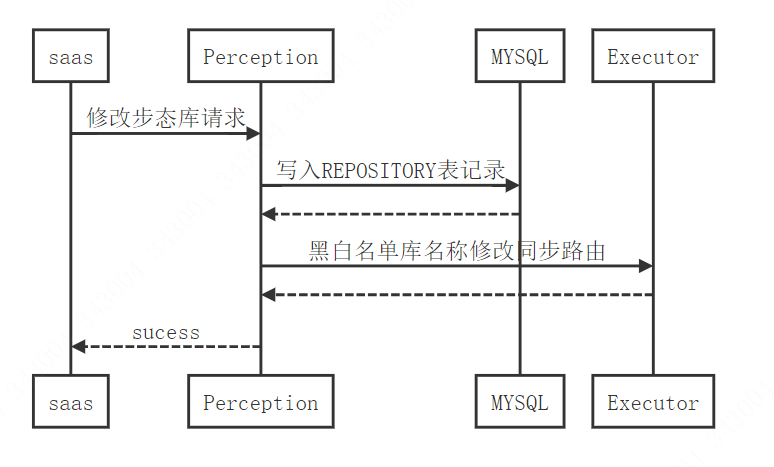 saas
Perception
MYSQL
Executor
修改步态库请求
写入REPOSITORY表记录
黑白名单库名称修改同步路由
sucess
saas
Perception
MYSQL
Executor